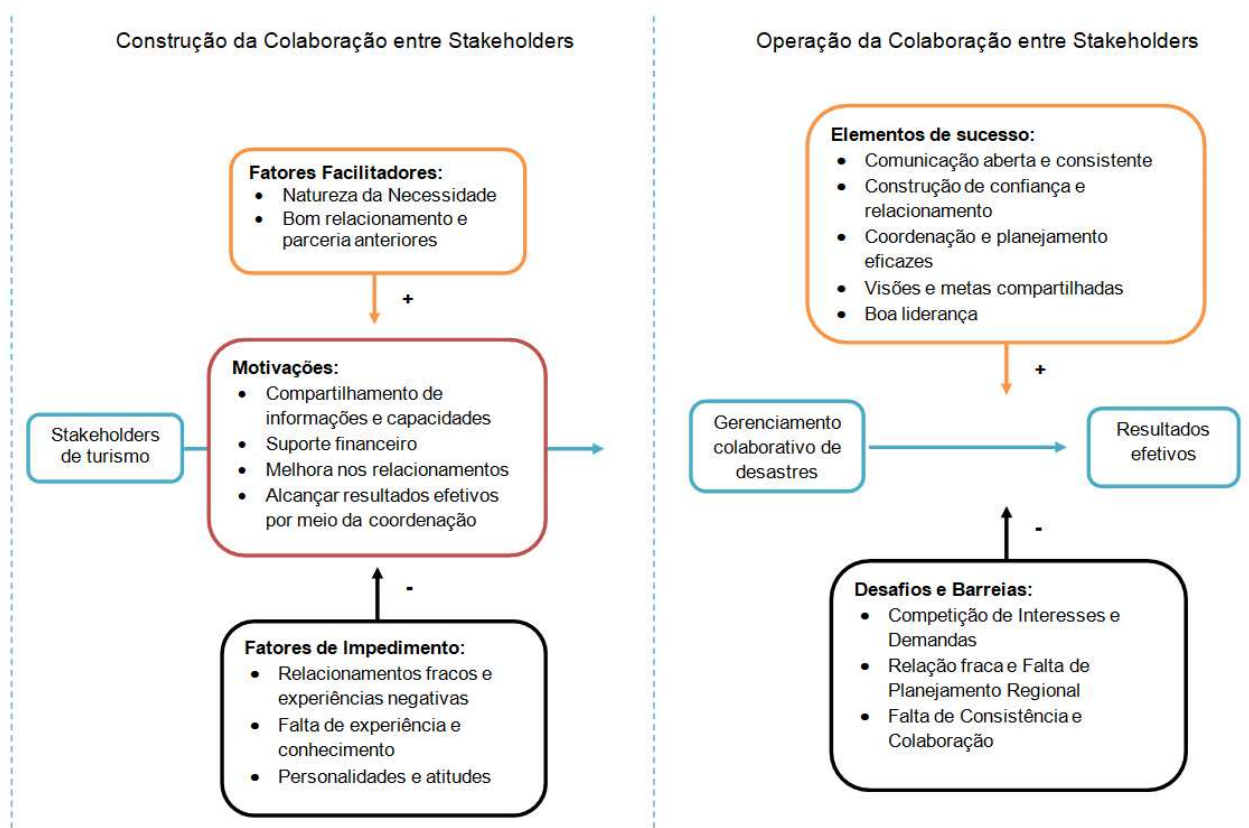 Construção da Colaboração entre Stakeholders
Fatores Facilitadores:
• Natureza da Necessidade
• Bom relacionamento e
parceria anteriores
+
Motivações:
• Compartilhamento de
informações e capacidades
• Suporte financeiro
• Melhora nos relacionamentos
• Alcançar resultados efetivos
por meio da coordenação
Stakeholders
de turismo
-
Fatores de Impedimento:
• Relacionamentos fracos e
experiências negativas
• Falta de experiência e
conhecimento
• Personalidades e atitudes
Operação da Colaboração entre Stakeholders
Elementos de sucesso:
• Comunicação aberta e consistente
• Construção de confiança e
relacionamento
• Coordenação e planejamento
eficazes
• Visões e metas compartilhadas
• Boa liderança
+
Gerenciamento
colaborativo de
desastres
Resultados
efetivos
-
Desafios e Barreias:
• Competição de Interesses e
Demandas
• Relação fraca e Falta de
Planejamento Regional
• Falta de Consistência e
Colaboração